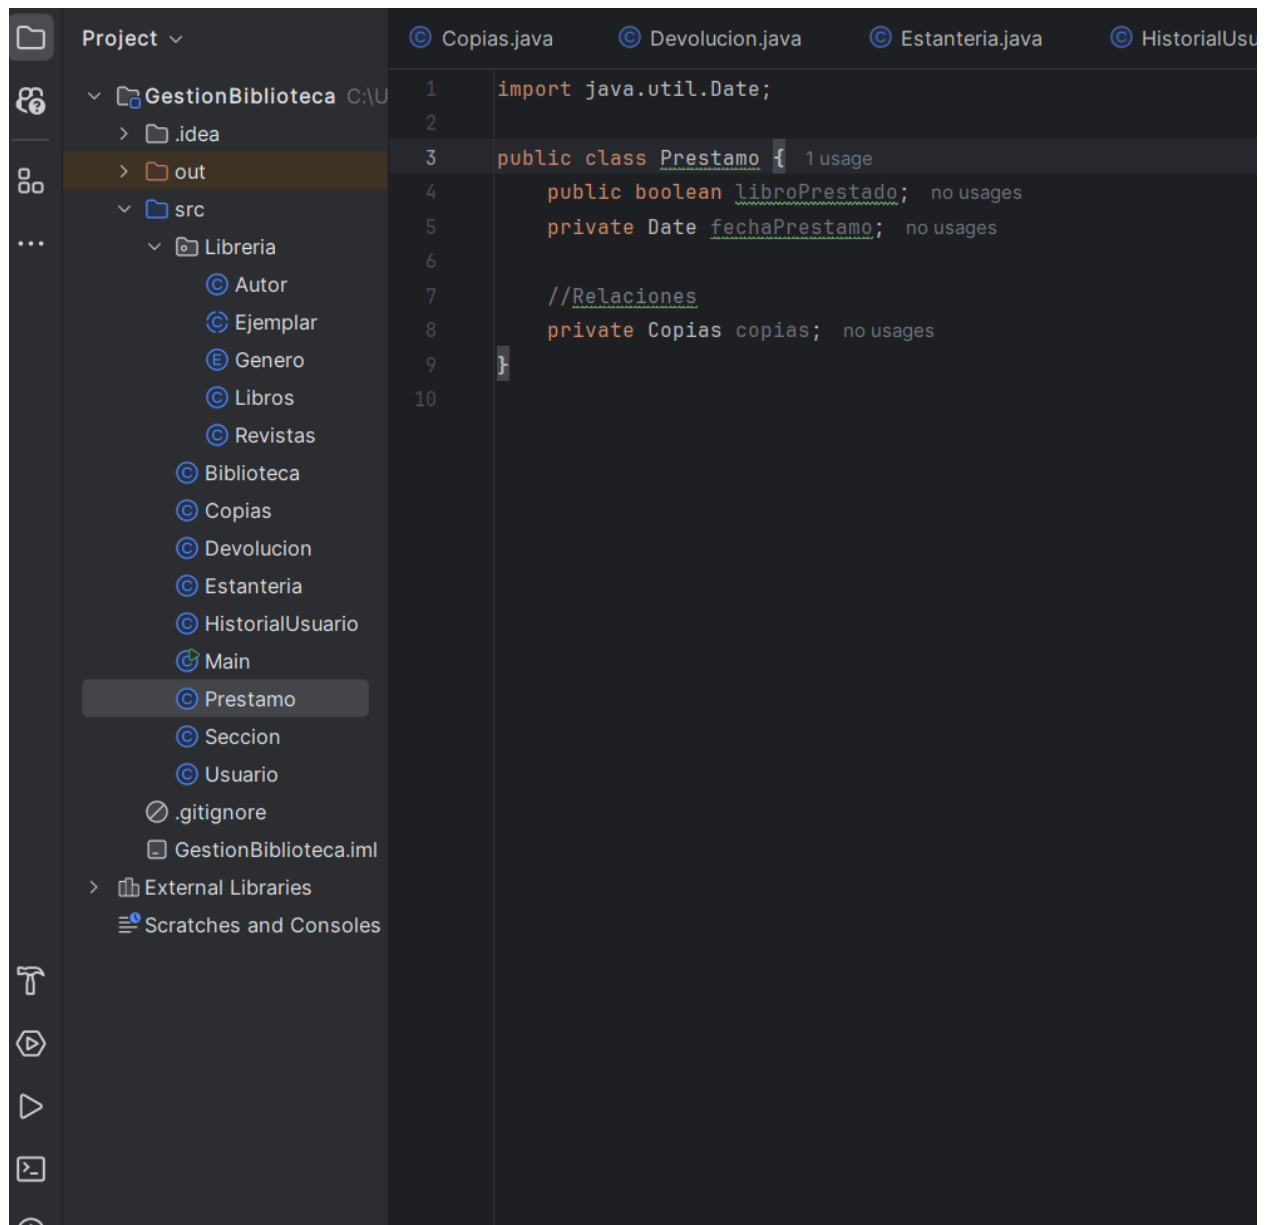 Project
Copias.java Devolucion.java Estanteria.java HistorialUsu
GestionBiblioteca C:\U
.idea
out
src
Libreria
Autor
Ejemplar
Genero
Libros
Revistas
Biblioteca
Copias
Devolucion
Estanteria
HistorialUsuario
Main
Prestamo
Seccion
Usuario
.gitignore
GestionBiblioteca.iml
External Libraries
Scratches and Consoles
1 import java.util.Date;
2
3 public class Prestamo { 1 usage
4 public boolean libroPrestado; no usages
5 private Date fechaPrestamo; no usages
6
7 //Relaciones
8 private Copias copias; no usages
9 }
10